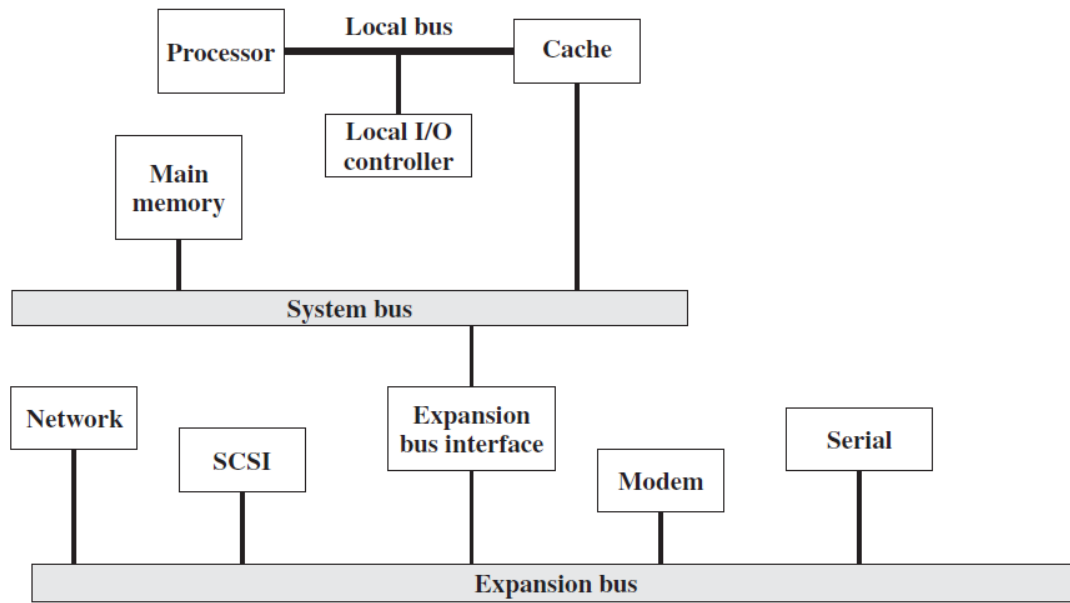 Local bus
Processor
Cache
Local I/O
controller
Main
memory
System bus
Network
SCSI
Expansion
bus interface
Modem
Serial
Expansion bus